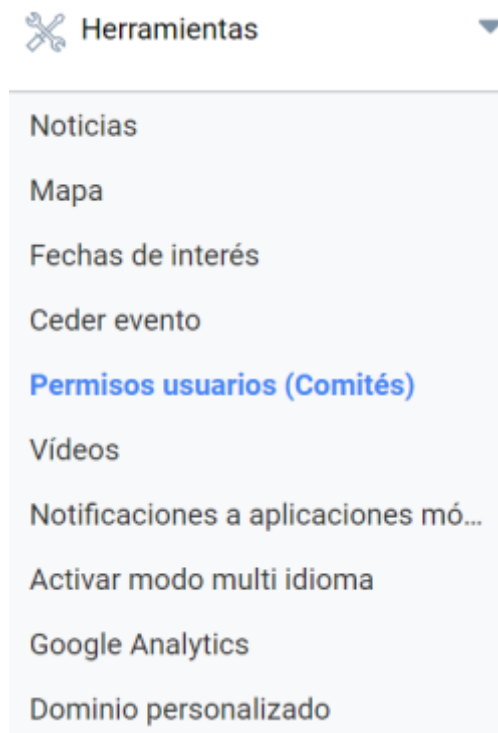 Herramientas
Noticias
Mapa
Fechas de interés
Ceder evento
Permisos usuarios (Comités)
Vídeos
Notificaciones a aplicaciones mó...
Activar modo multi idioma
Google Analytics
Dominio personalizado